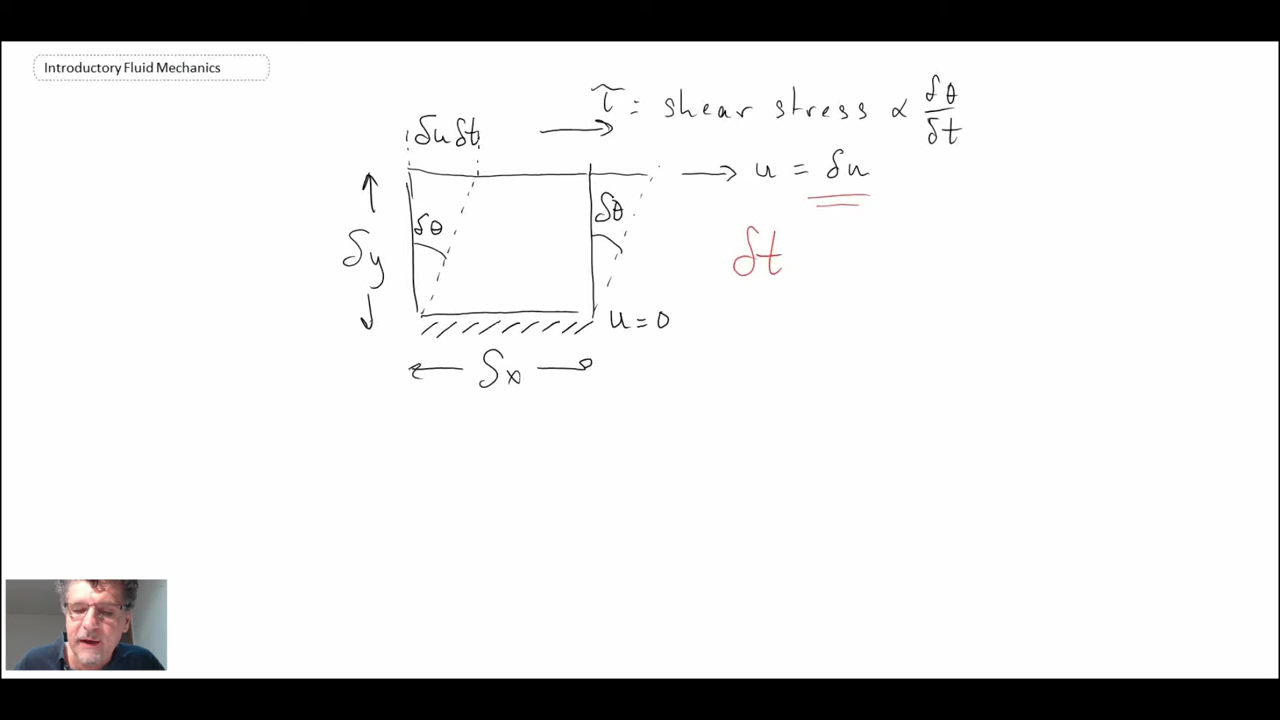 Introductory Fluid Mechanics
τ = shear stress ∝ δθ/δt
δuδt
u = δu
δθ
δθ
δy
δt
u=0
δx